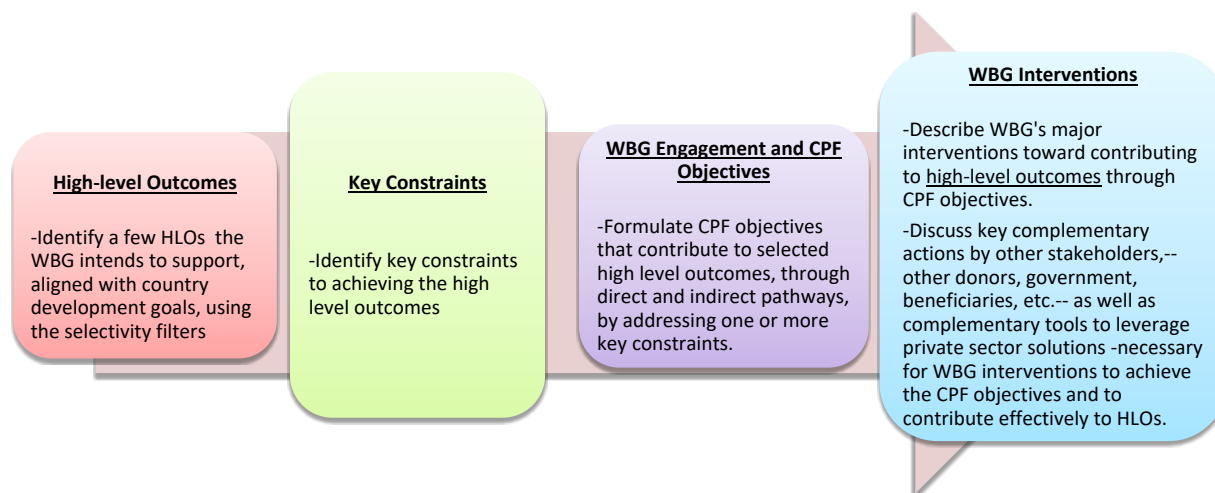 High-level Outcomes
-Identify a few HLOs the
WBG intends to support,
aligned with country
development goals, using
the selectivity filters
Key Constraints
-Identify key constraints
to achieving the high
level outcomes
WBG Engagement and CPF
Objectives
-Formulate CPF objectives
that contribute to selected
high level outcomes, through
direct and indirect pathways,
by addressing one or more
key constraints.
WBG Interventions
-Describe WBG's major
interventions toward contributing
to high-level outcomes through
CPF objectives.
-Discuss key complementary
actions by other stakeholders,--
other donors, government,
beneficiaries, etc.-- as well as
complementary tools to leverage
private sector solutions -necessary
for WBG interventions to achieve
the CPF objectives and to
contribute effectively to HLOs.